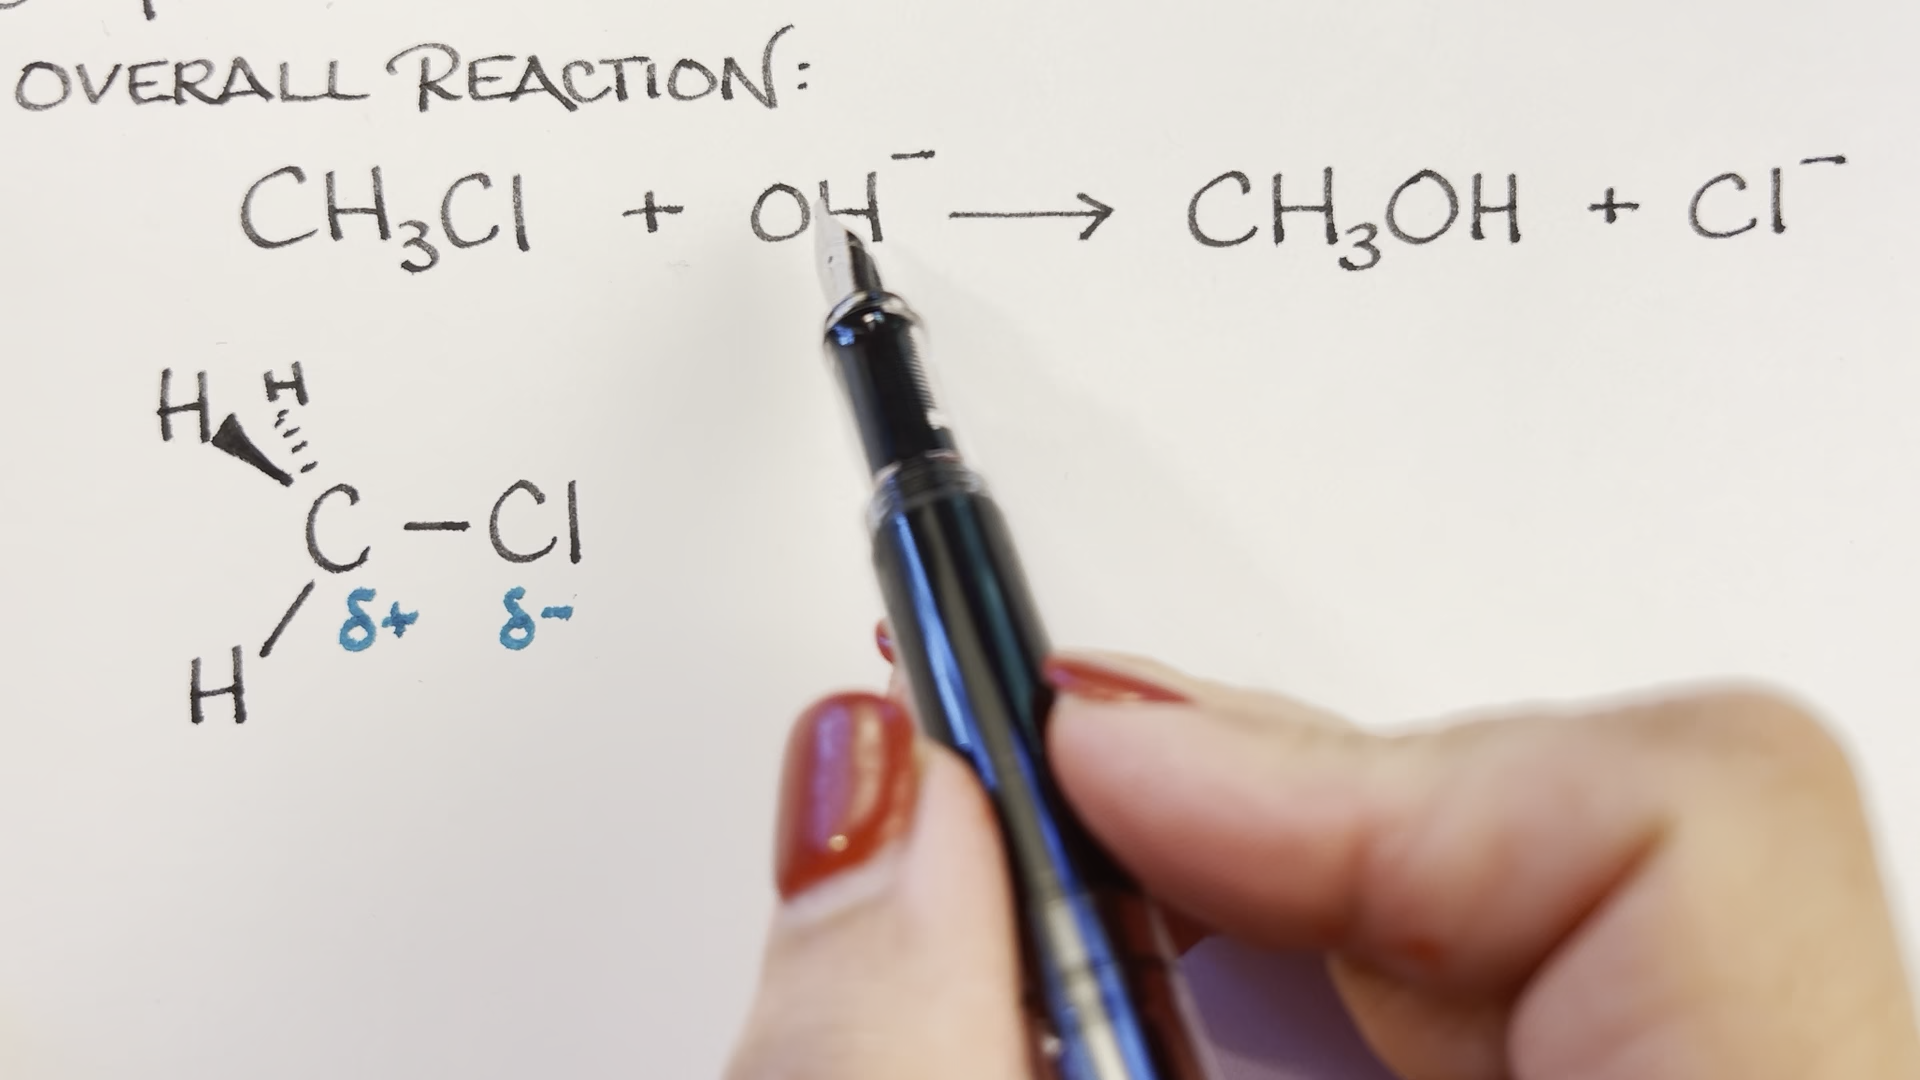 OVERALL REACTION:
CH₃Cl + OH⁻ → CH₃OH + Cl⁻
H H
C – Cl
δ+ δ-
H